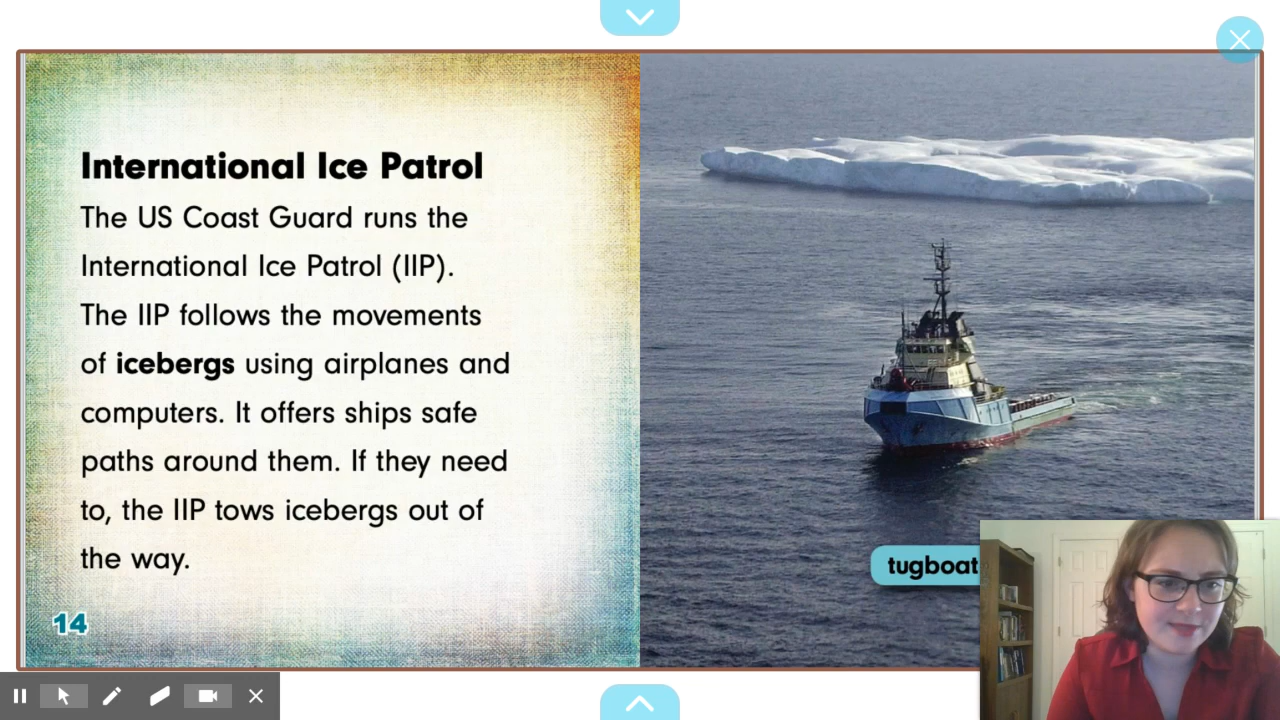 International Ice Patrol
The US Coast Guard runs the
International Ice Patrol (IIP).
The IIP follows the movements
of icebergs using airplanes and
computers. It offers ships safe
paths around them. If they need
to, the IIP tows icebergs out of
the way.
14
tugboat